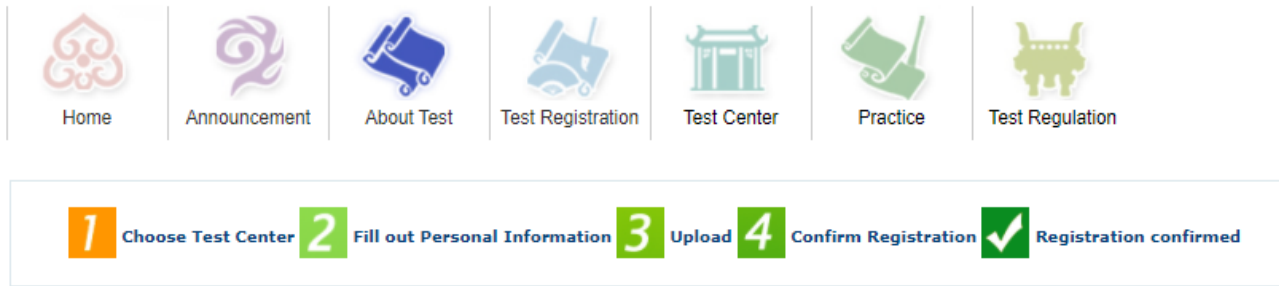 Home Announcement About Test Test Registration Test Center Practice Test Regulation
1 Choose Test Center 2 Fill out Personal Information 3 Upload 4 Confirm Registration Registration confirmed